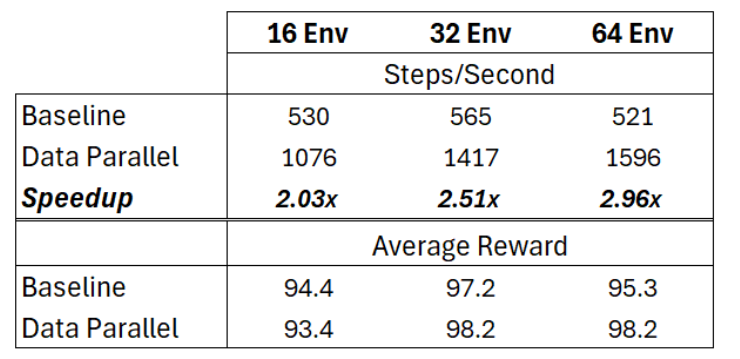 16 Env 32 Env 64 Env
Steps/Second
Baseline 530 565 521
Data Parallel 1076 1417 1596
Speedup 2.03x 2.51x 2.96x
Average Reward
Baseline 94.4 97.2 95.3
Data Parallel 93.4 98.2 98.2